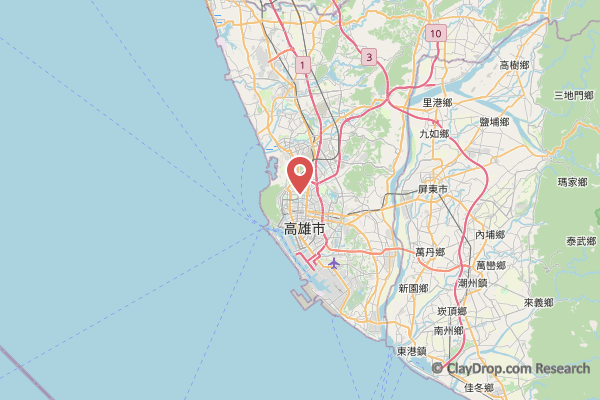 10
3
1
高樹鄉
三地門鄉
里港鄉
鹽埔鄉
九如鄉
瑪家鄉
屏東市
高雄市
內埔鄉
泰武鄉
萬丹鄉
萬巒鄉
潮州鎮
新園鄉
來義鄉
崁頂鄉
南州鄉
東港鎮
佳冬鄉
© ClayDrop.com Research